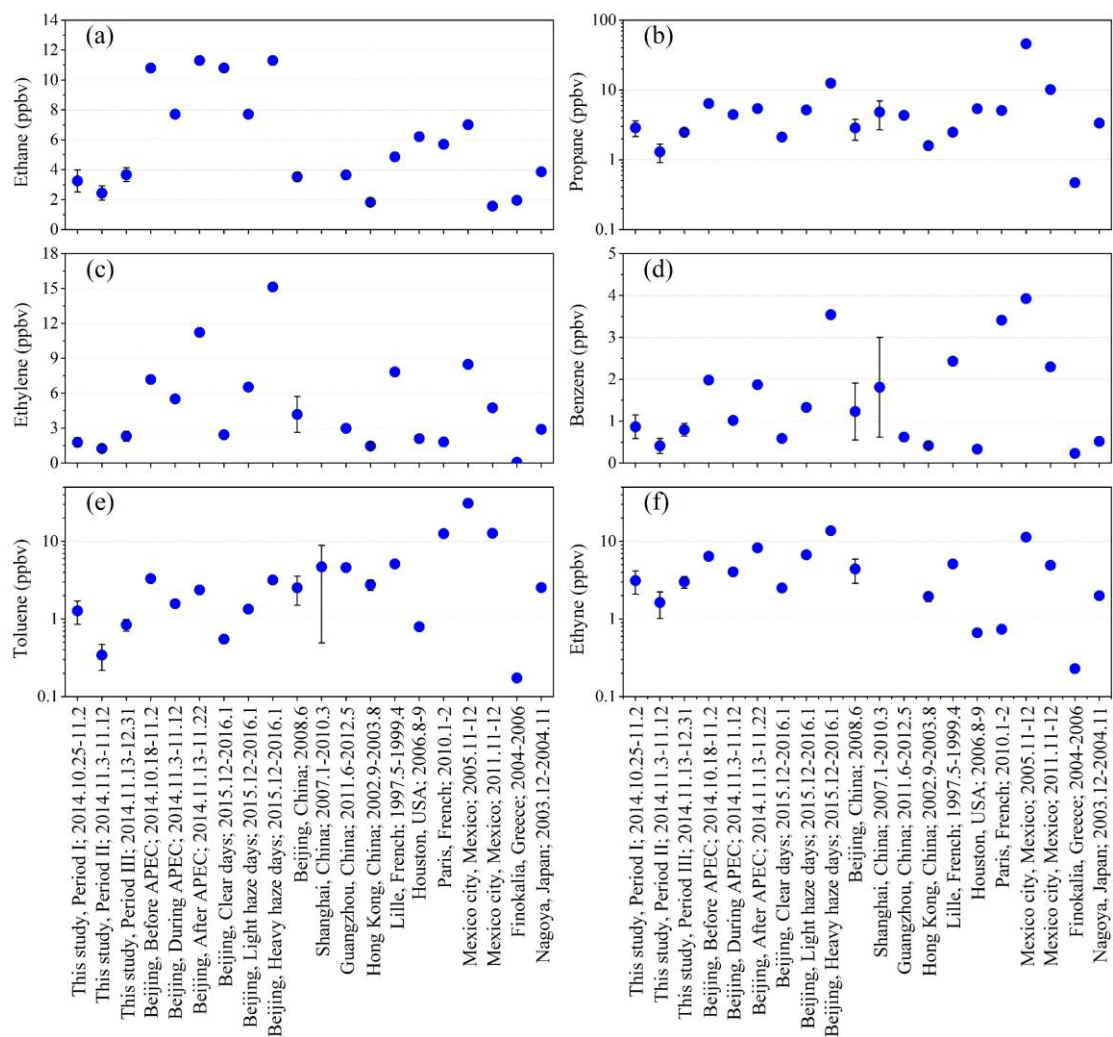 (a)
Ethane (ppbv)
14
12
10
8
6
4
2
0
(b)
Propane (ppbv)
100
10
1
0.1
(c)
Ethylene (ppbv)
18
15
12
9
6
3
0
(d)
Benzene (ppbv)
5
4
3
2
1
0
(e)
Toluene (ppbv)
10
1
0.1
(f)
Ethyne (ppbv)
10
1
0.1
This study, Period I; 2014.10.25-11.2
This study, Period II; 2014.11.3-11.12
This study, Period III; 2014.11.13-12.31
Beijing, Before APEC; 2014.10.18-11.2
Beijing, During APEC; 2014.11.3-11.12
Beijing, After APEC; 2014.11.13-11.22
Beijing, Clear days; 2015.12-2016.1
Beijing, Light haze days; 2015.12-2016.1
Beijing, Heavy haze days; 2015.12-2016.1
Beijing, China; 2008.6
Shanghai, China; 2007.1-2010.3
Guangzhou, China; 2011.6-2012.5
Hong Kong, China; 2002.9-2003.8
Lille, French; 1997.5-1999.4
Houston, USA; 2006.8-9
Paris, French; 2010.1-2
Mexico city, Mexico; 2005.11-12
Mexico city, Mexico; 2011.11-12
Finokalia, Greece; 2004-2006
Nagoya, Japan; 2003.12-2004.11
This study, Period I; 2014.10.25-11.2
This study, Period II; 2014.11.3-11.12
This study, Period III; 2014.11.13-12.31
Beijing, Before APEC; 2014.10.18-11.2
Beijing, During APEC; 2014.11.3-11.12
Beijing, After APEC; 2014.11.13-11.22
Beijing, Clear days; 2015.12-2016.1
Beijing, Light haze days; 2015.12-2016.1
Beijing, Heavy haze days; 2015.12-2016.1
Beijing, China; 2008.6
Shanghai, China; 2007.1-2010.3
Guangzhou, China; 2011.6-2012.5
Hong Kong, China; 2002.9-2003.8
Lille, French; 1997.5-1999.4
Houston, USA; 2006.8-9
Paris, French; 2010.1-2
Mexico city, Mexico; 2005.11-12
Mexico city, Mexico; 2011.11-12
Finokalia, Greece; 2004-2006
Nagoya, Japan; 2003.12-2004.11